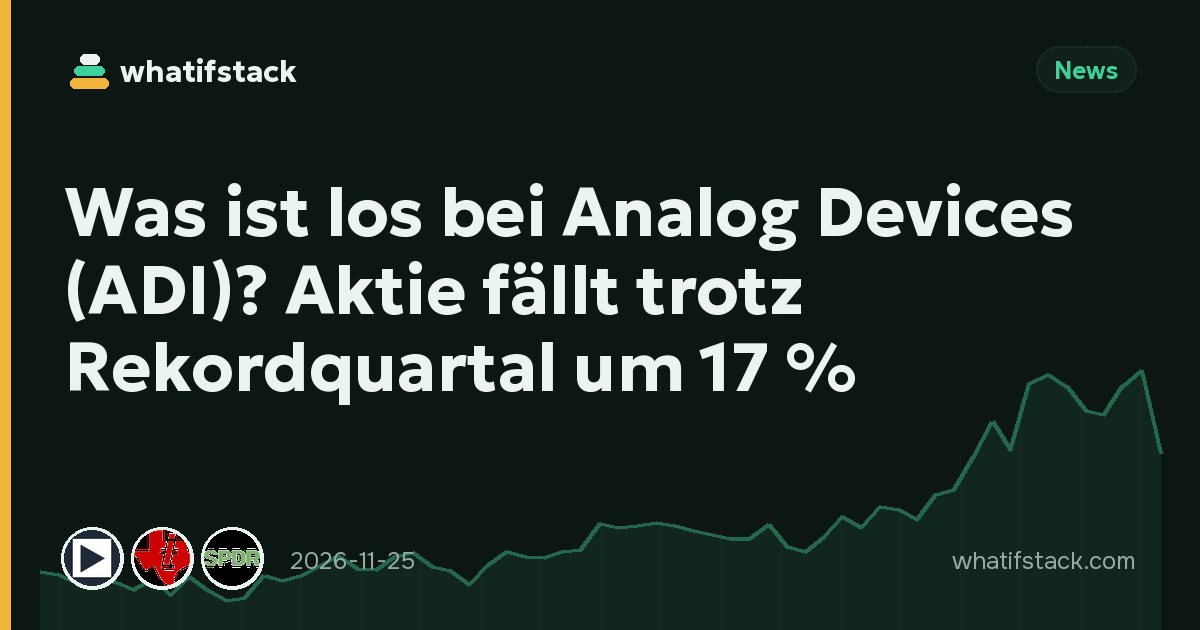 whatifstack
News
Was ist los bei Analog Devices
(ADI)? Aktie fällt trotz
Rekordquartal um 17 %
SPDR
2026-11-25
whatifstack.com